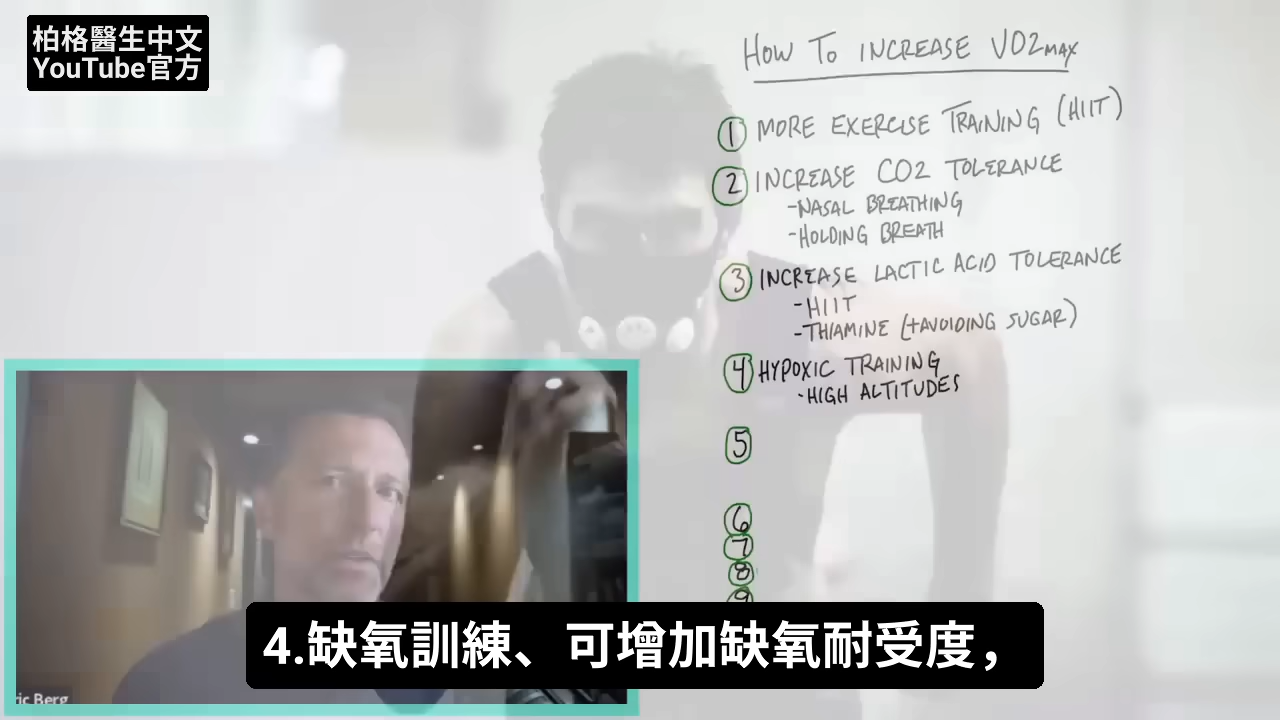 柏格醫生中文
YouTube官方
HOW TO INCREASE VO2MAX
1 MORE EXERCISE TRAINING (HIIT)
2 INCREASE CO2 TOLERANCE
-NASAL BREATHING
-HOLDING BREATH
3 INCREASE LACTIC ACID TOLERANCE
-HIIT
-THIAMINE (+AVOIDING SUGAR)
4 HYPOXIC TRAINING
-HIGH ALTITUDES
5
6
7
8
9
ric Berg
4.缺氧訓練、可增加缺氧耐受度，